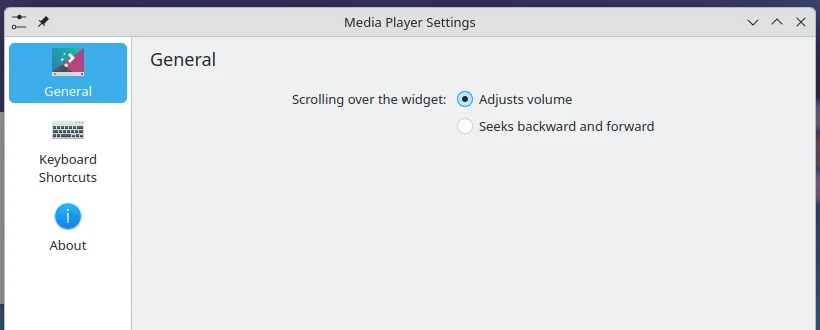 Media Player Settings
General
General
Scrolling over the widget: Adjusts volume
Seeks backward and forward
Keyboard
Shortcuts
About